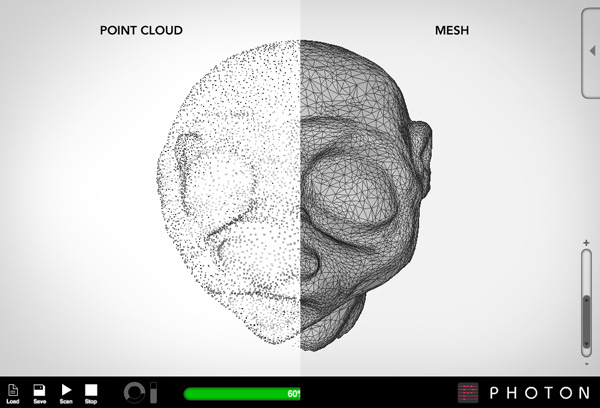 POINT CLOUD
MESH
+
-
Load Save Scan Stop
60%
PHOTON